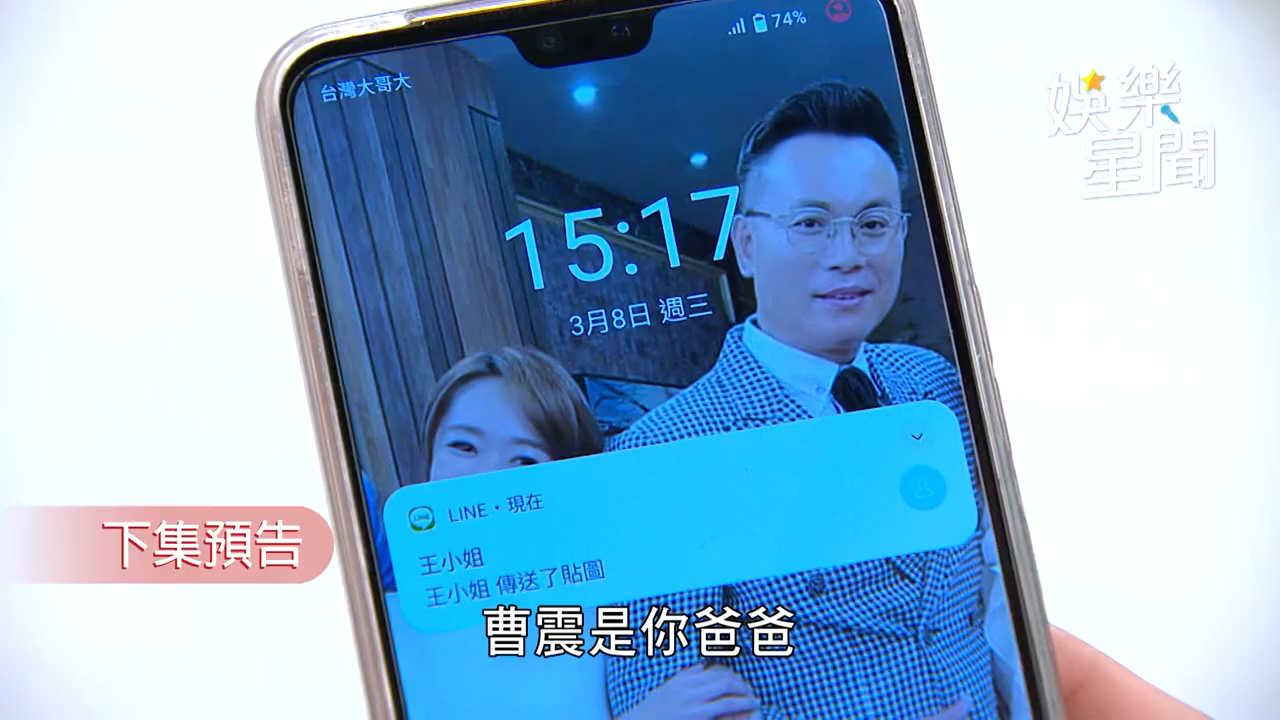 74%
台灣大哥大
娛樂
星聞
15:17
3月8日 週三
LINE・現在
王小姐
王小姐 傳送了貼圖
下集預告
曹震是你爸爸